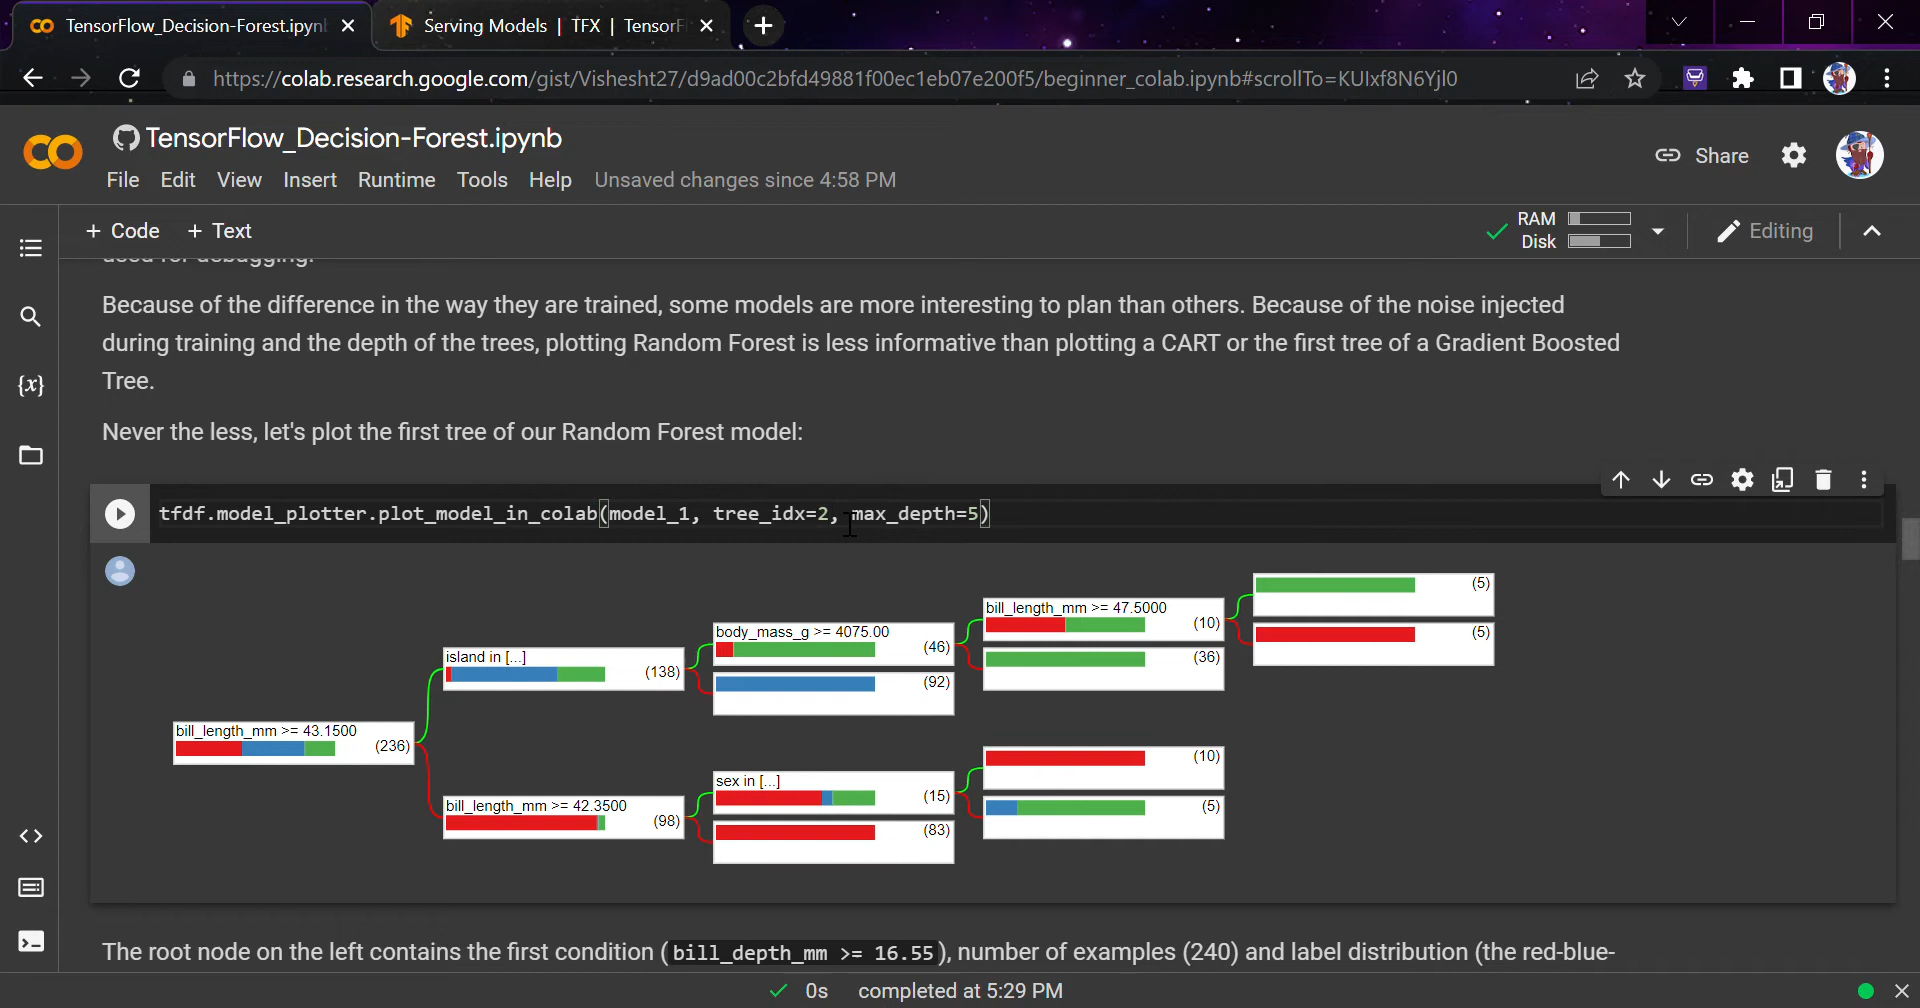 TensorFlow_Decision-Forest.ipyn
Serving Models | TFX | TensorF
https://colab.research.google.com/gist/Vishesht27/d9ad00c2bfd49881f00ec1eb07e200f5/beginner_colab.ipynb#scrollTo=KUIxf8N6Yjl0
TensorFlow_Decision-Forest.ipynb
File Edit View Insert Runtime Tools Help Unsaved changes since 4:58 PM
Share
+ Code + Text
RAM
Disk
Editing
used for debugging.
Because of the difference in the way they are trained, some models are more interesting to plan than others. Because of the noise injected
during training and the depth of the trees, plotting Random Forest is less informative than plotting a CART or the first tree of a Gradient Boosted
Tree.
Never the less, let's plot the first tree of our Random Forest model:
tfdf.model_plotter.plot_model_in_colab(model_1, tree_idx=2, max_depth=5)
bill_length_mm >= 43.1500
(236)
island in [...]
(138)
bill_length_mm >= 42.3500
(98)
body_mass_g >= 4075.00
(46)
(92)
sex in [...]
(15)
(83)
bill_length_mm >= 47.5000
(10)
(36)
(10)
(5)
(5)
(5)
The root node on the left contains the first condition (bill_depth_mm >= 16.55), number of examples (240) and label distribution (the red-blue-
0s completed at 5:29 PM